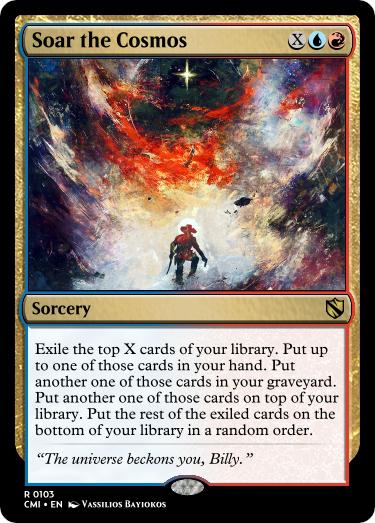 Soar the Cosmos X
Sorcery
Exile the top X cards of your library. Put up
to one of those cards in your hand. Put
another one of those cards in your graveyard.
Put another one of those cards on top of your
library. Put the rest of the exiled cards on the
bottom of your library in a random order.
“The universe beckons you, Billy.”
R 0103
CMI • EN Vassilios Bayiokos